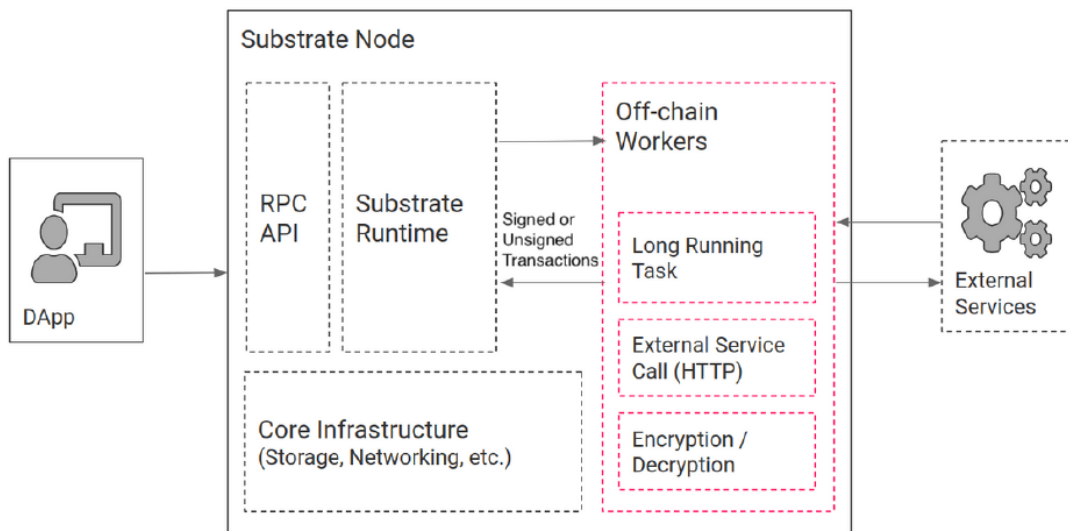 Substrate Node
DApp
RPC
API
Substrate
Runtime
Signed or
Unsigned
Transactions
Off-chain
Workers
Long Running
Task
External Service
Call (HTTP)
Encryption /
Decryption
Core Infrastructure
(Storage, Networking, etc.)
External
Services